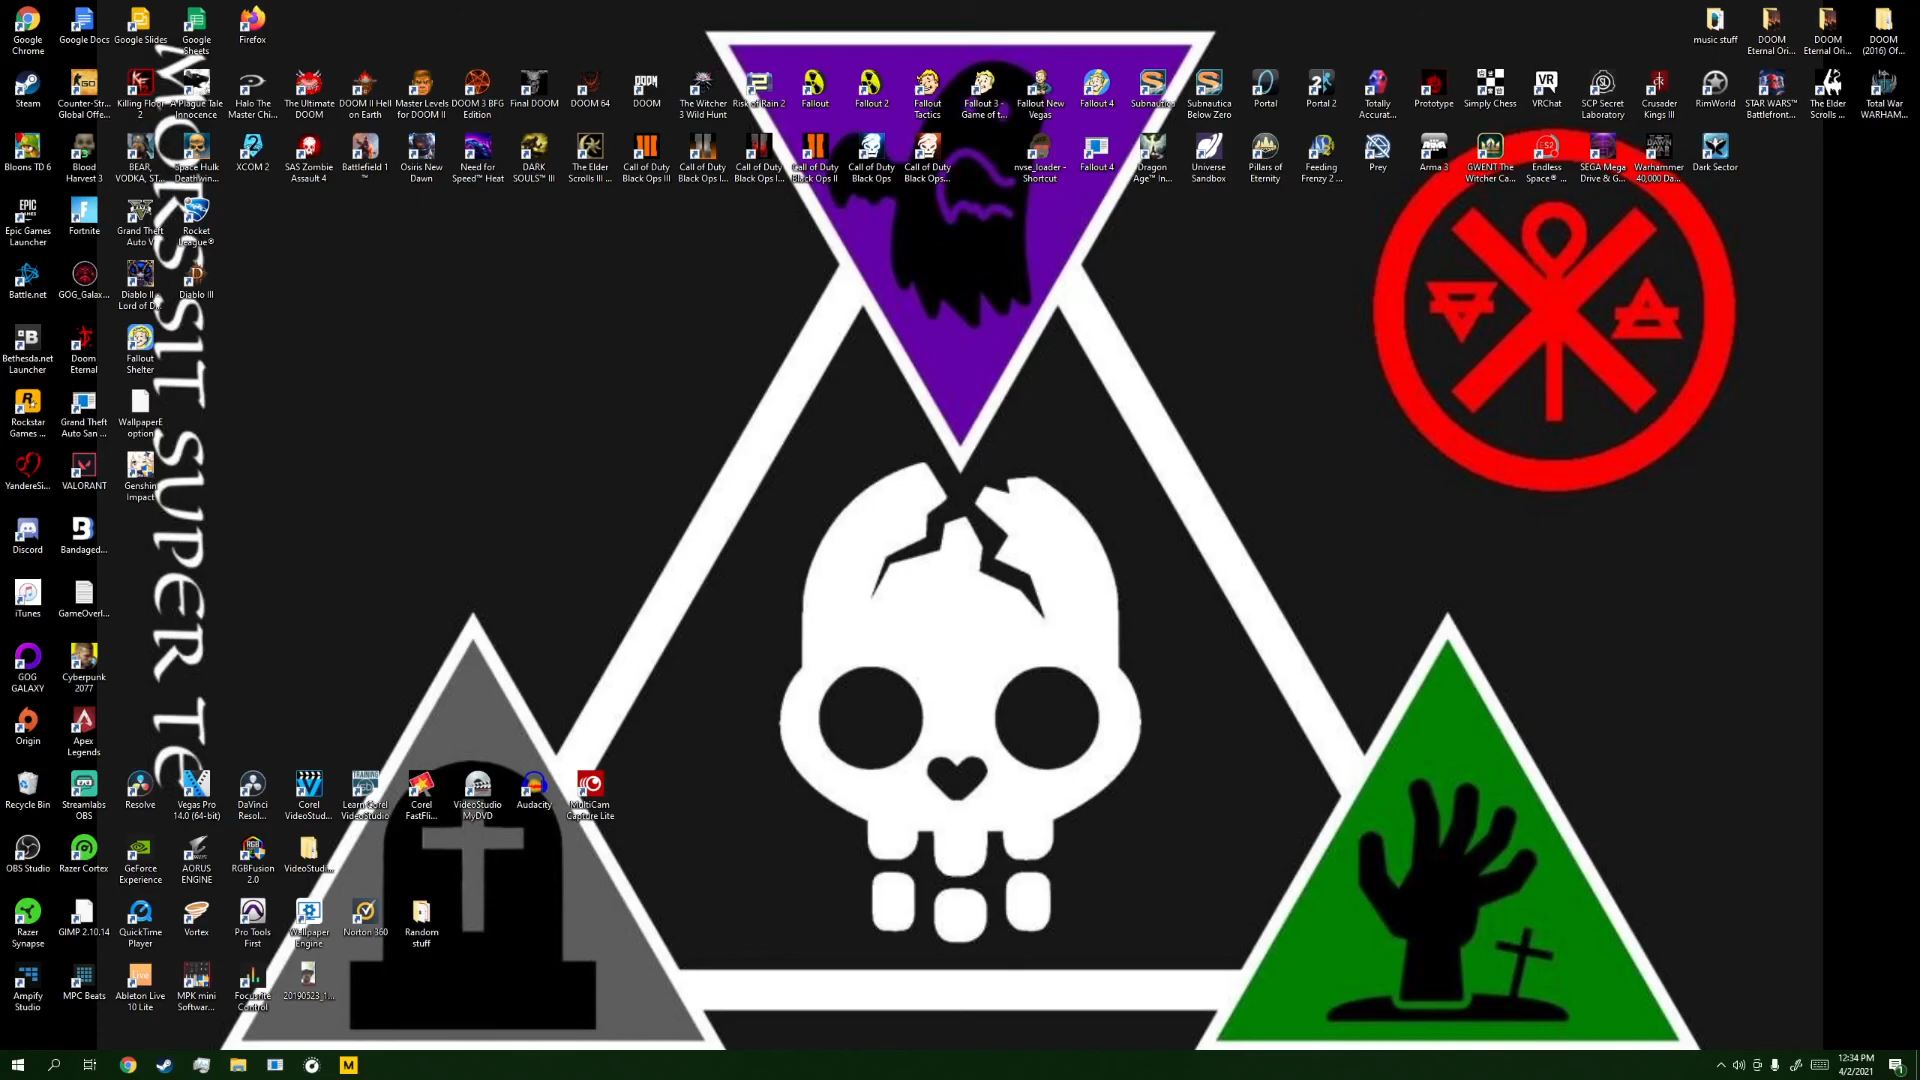 Google Chrome
Google Docs
Google Slides
Google Sheets
Firefox
music stuff
DOOM Eternal Ori...
DOOM Eternal Ori...
DOOM (2016) Of...
Steam
Counter-Str... Global Offe...
Killing Floor 2
A Plague Tale Innocence
Halo The Master Chi...
The Ultimate DOOM
DOOM II Hell on Earth
Master Levels for DOOM II
DOOM 3 BFG Edition
Final DOOM
DOOM 64
DOOM
The Witcher 3 Wild Hunt
Risk of Rain 2
Fallout
Fallout 2
Fallout Tactics
Fallout 3 - Game of t...
Fallout New Vegas
Fallout 4
Subnautica
Subnautica Below Zero
Portal
Portal 2
Totally Accurat...
Prototype
Simply Chess
VRChat
SCP Secret Laboratory
Crusader Kings III
RimWorld
STAR WARS™ Battlefront...
The Elder Scrolls ...
Total War WARHAM...
Bloons TD 6
Blood Harvest 3
BEAR, VODKA, ST...
Space Hulk Deathwin...
XCOM 2
SAS Zombie Assault 4
Battlefield 1 ™
Osiris New Dawn
Need for Speed™ Heat
DARK SOULS™ III
The Elder Scrolls III ...
Call of Duty Black Ops III
Call of Duty Black Ops I...
Call of Duty Black Ops I...
Call of Duty Black Ops II
Call of Duty Black Ops
Call of Duty Black Ops...
nvse_loader - Shortcut
Fallout 4
Dragon Age™ In...
Universe Sandbox
Pillars of Eternity
Feeding Frenzy 2 ...
Prey
Arma 3
GWENT The Witcher Ca...
Endless Space® ...
SEGA Mega Drive & G...
Warhammer 40,000 Da...
Dark Sector
Epic Games Launcher
Fortnite
Grand Theft Auto V
Rocket League®
Battle.net
GOG_Galax...
Diablo II - Lord of D...
Diablo III
Bethesda.net Launcher
Doom Eternal
Fallout Shelter
Rockstar Games ...
Grand Theft Auto San ...
WallpaperE option
YandereSi...
VALORANT
Genshin Impact
Discord
Bandaged...
iTunes
GameOverl...
GOG GALAXY
Cyberpunk 2077
Origin
Apex Legends
MORS SIT SUPER TE
Recycle Bin
Streamlabs OBS
Resolve
Vegas Pro 14.0 (64-bit)
DaVinci Resol...
Corel VideoStud...
Learn Corel VideoStudio
Corel FastFli...
VideoStudio MyDVD
Audacity
MultiCam Capture Lite
OBS Studio
Razer Cortex
GeForce Experience
AORUS ENGINE
RGBFusion 2.0
VideoStudi...
Razer Synapse
GIMP 2.10.14
QuickTime Player
Vortex
Pro Tools First
Wallpaper Engine
Norton 360
Random stuff
Ampify Studio
MPC Beats
Ableton Live 10 Lite
MPK mini Softwar...
Focusrite Control
20190523_1...
M
12:34 PM
4/2/2021